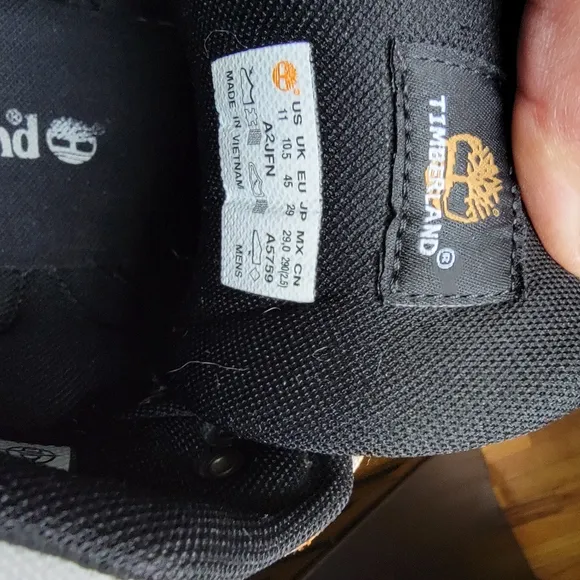 nd®
US UK EU JP MX CN
11 10.5 45 29 29.0 290(2.5)
A2JFN A5759
MADE IN VIETNAM MENS
TIMBERLAND®